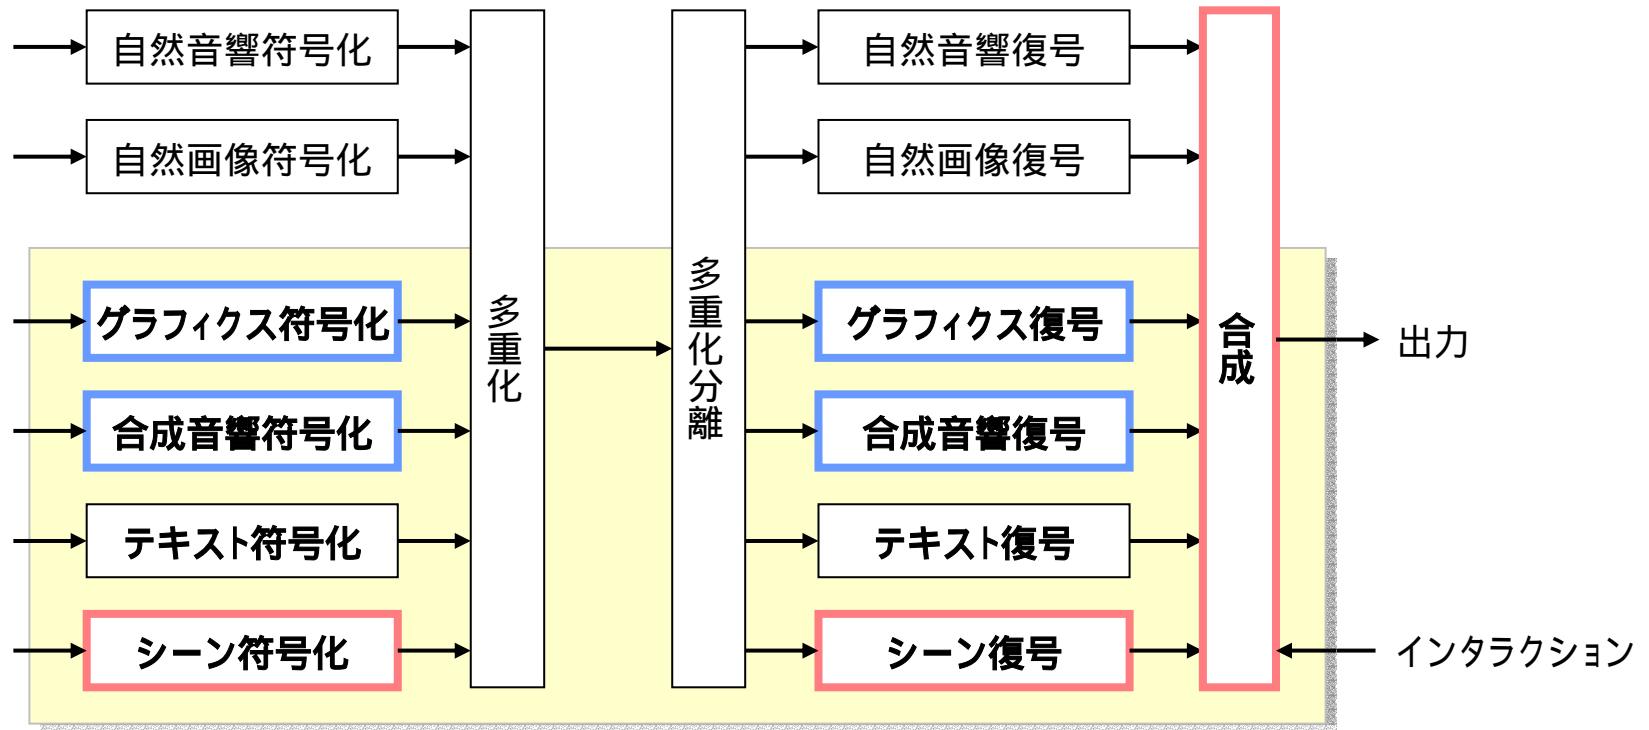 自然音響符号化
自然画像符号化
グラフィクス符号化
合成音響符号化
テキスト符号化
シーン符号化
多重化
多重化分離
自然音響復号
自然画像復号
グラフィクス復号
合成音響復号
テキスト復号
シーン復号
合成
出力
インタラクション